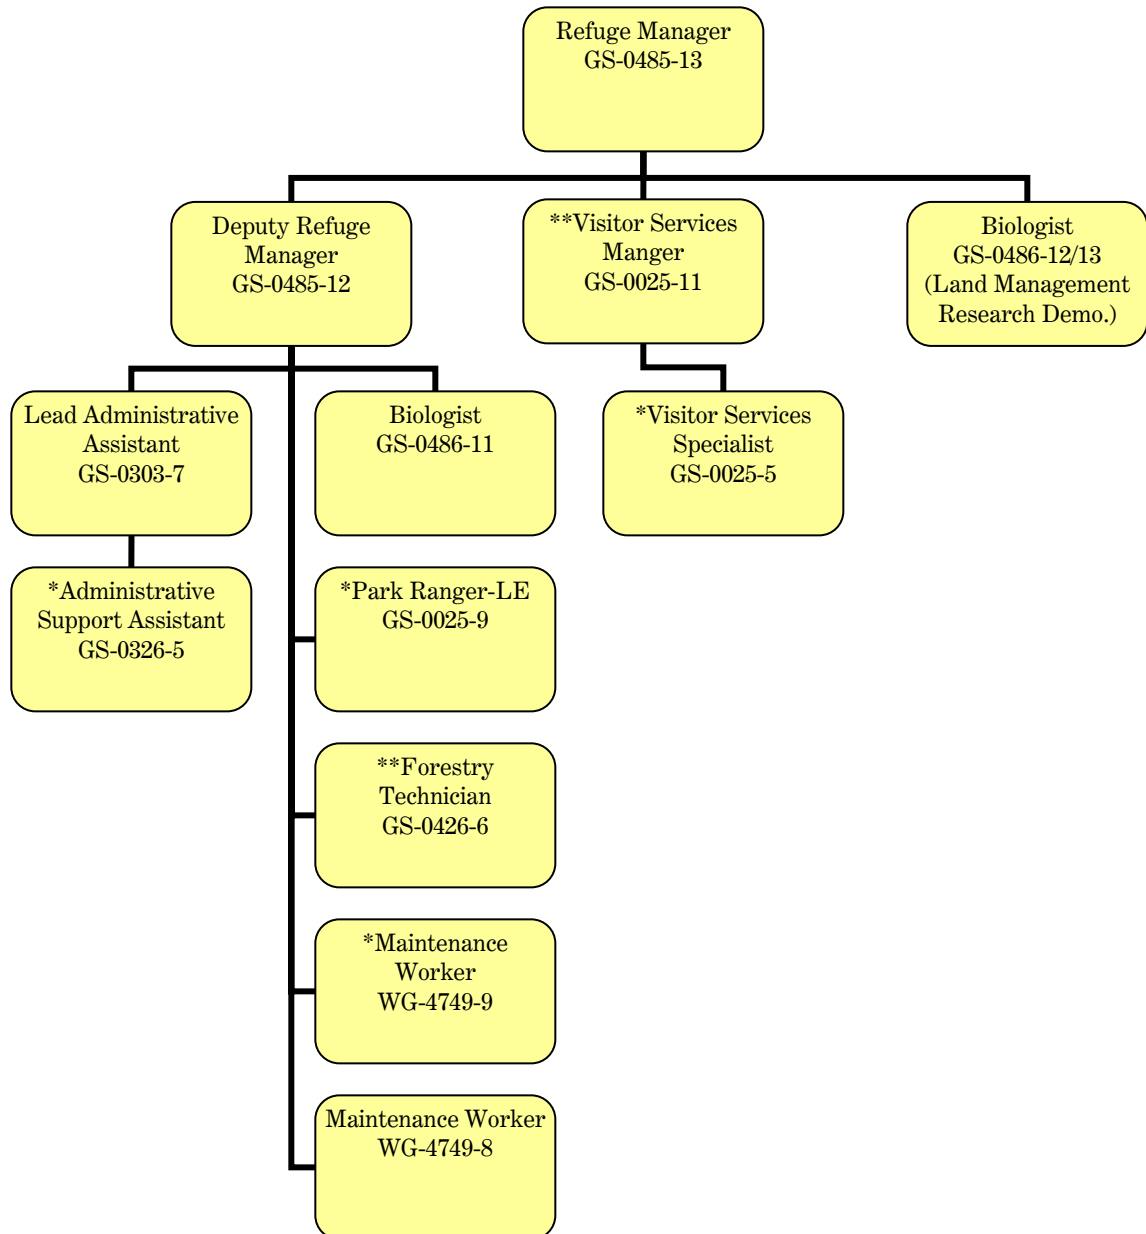 Refuge Manager
GS-0485-13
Deputy Refuge
Manager
GS-0485-12
**Visitor Services
Manger
GS-0025-11
Biologist
GS-0486-12/13
(Land Management
Research Demo.)
Lead Administrative
Assistant
GS-0303-7
Biologist
GS-0486-11
*Visitor Services
Specialist
GS-0025-5
*Administrative
Support Assistant
GS-0326-5
*Park Ranger-LE
GS-0025-9
**Forestry
Technician
GS-0426-6
*Maintenance
Worker
WG-4749-9
Maintenance Worker
WG-4749-8